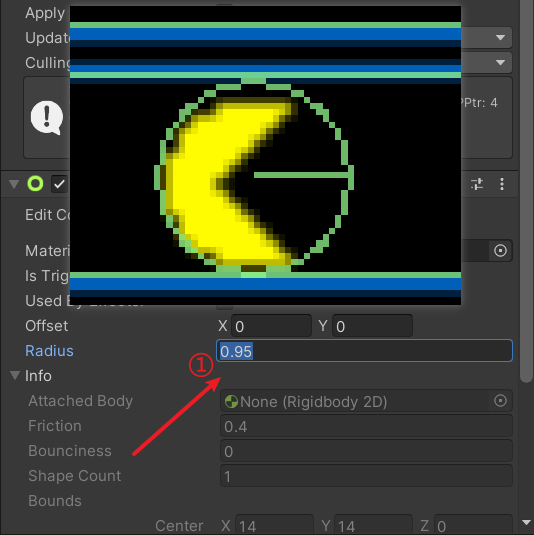 Apply
Updat
Culling
PPtr: 4
Edit Co
Materi
Is Trig
Used By Effector
Offset X 0 Y 0
Radius 0.95
①
Info
Attached Body None (Rigidbody 2D)
Friction 0.4
Bounciness 0
Shape Count 1
Bounds
Center X 14 Y 14 Z 0